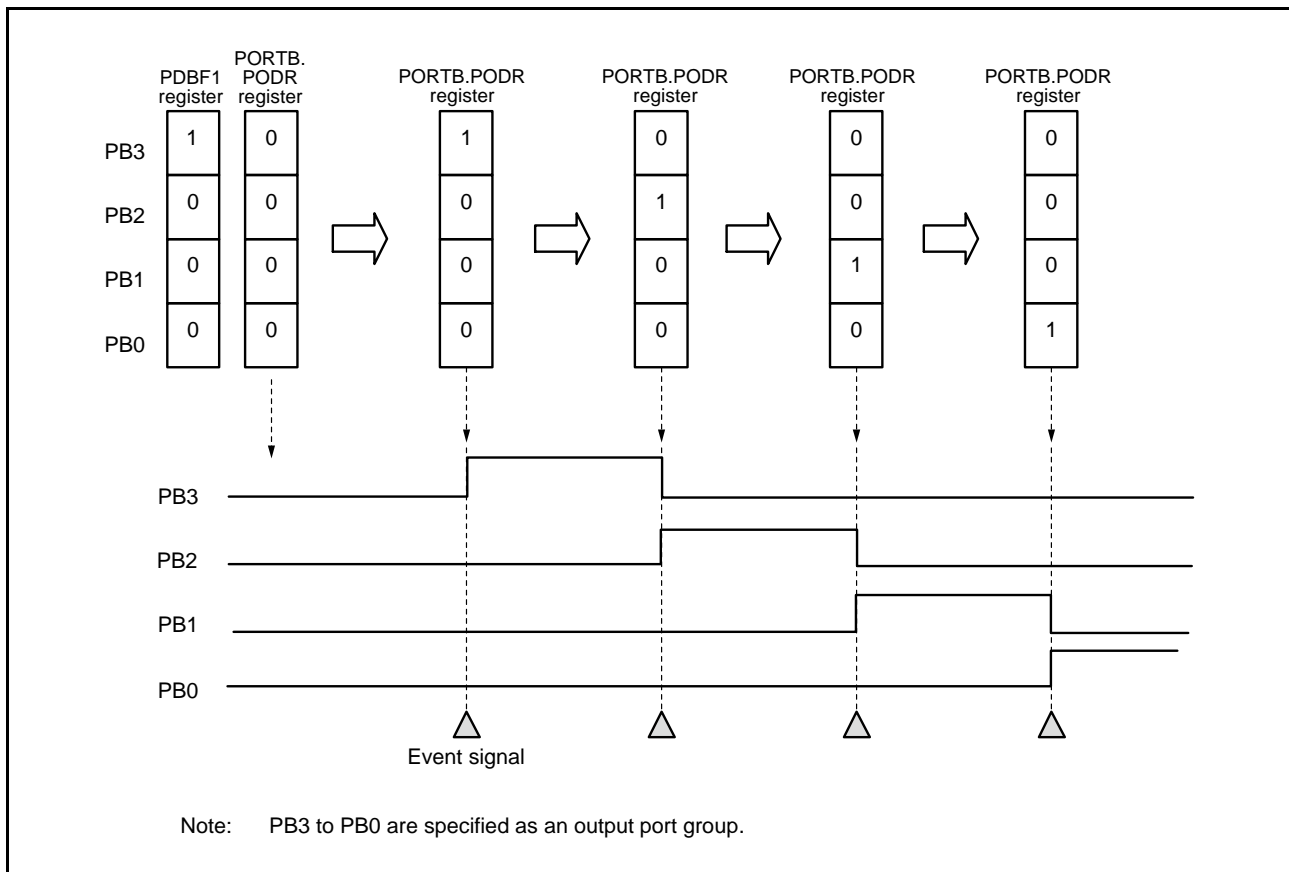 PDBF1
register
PORTB.
PODR
register
PORTB.PODR
register
PORTB.PODR
register
PORTB.PODR
register
PORTB.PODR
register
PB3 1 0 1 0 0 0
PB2 0 0 0 1 0 0
PB1 0 0 0 0 1 0
PB0 0 0 0 0 0 1
PB3
PB2
PB1
PB0
Event signal
Note: PB3 to PB0 are specified as an output port group.